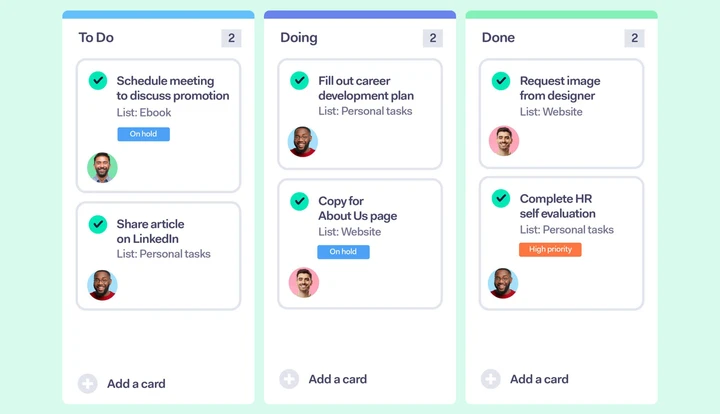 To Do
2
Schedule meeting
to discuss promotion
List: Ebook
On hold
Share article
on LinkedIn
List: Personal tasks
Add a card
Doing
2
Fill out career
development plan
List: Personal tasks
Copy for
About Us page
List: Website
On hold
Add a card
Done
2
Request image
from designer
List: Website
Complete HR
self evaluation
List: Personal tasks
High priority
Add a card